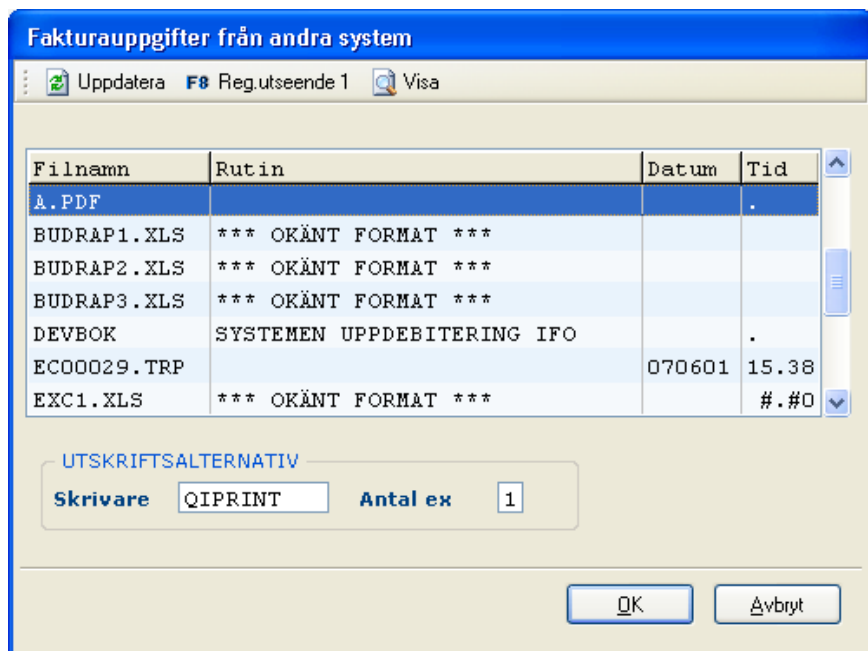 Fakturauppgifter från andra system
Uppdatera F8 Reg.utseende 1 Visa
Filnamn Rutin Datum Tid
A.PDF .
BUDRAP1.XLS *** OKÄNT FORMAT ***
BUDRAP2.XLS *** OKÄNT FORMAT ***
BUDRAP3.XLS *** OKÄNT FORMAT ***
DEVBOK SYSTEMEN UPPDEBITERING IFO .
EC00029.TRP 070601 15.38
EXC1.XLS *** OKÄNT FORMAT *** #.#0
UTSKRIFTSALTERNATIV
Skrivare QIPRINT Antal ex 1
OK Avbryt